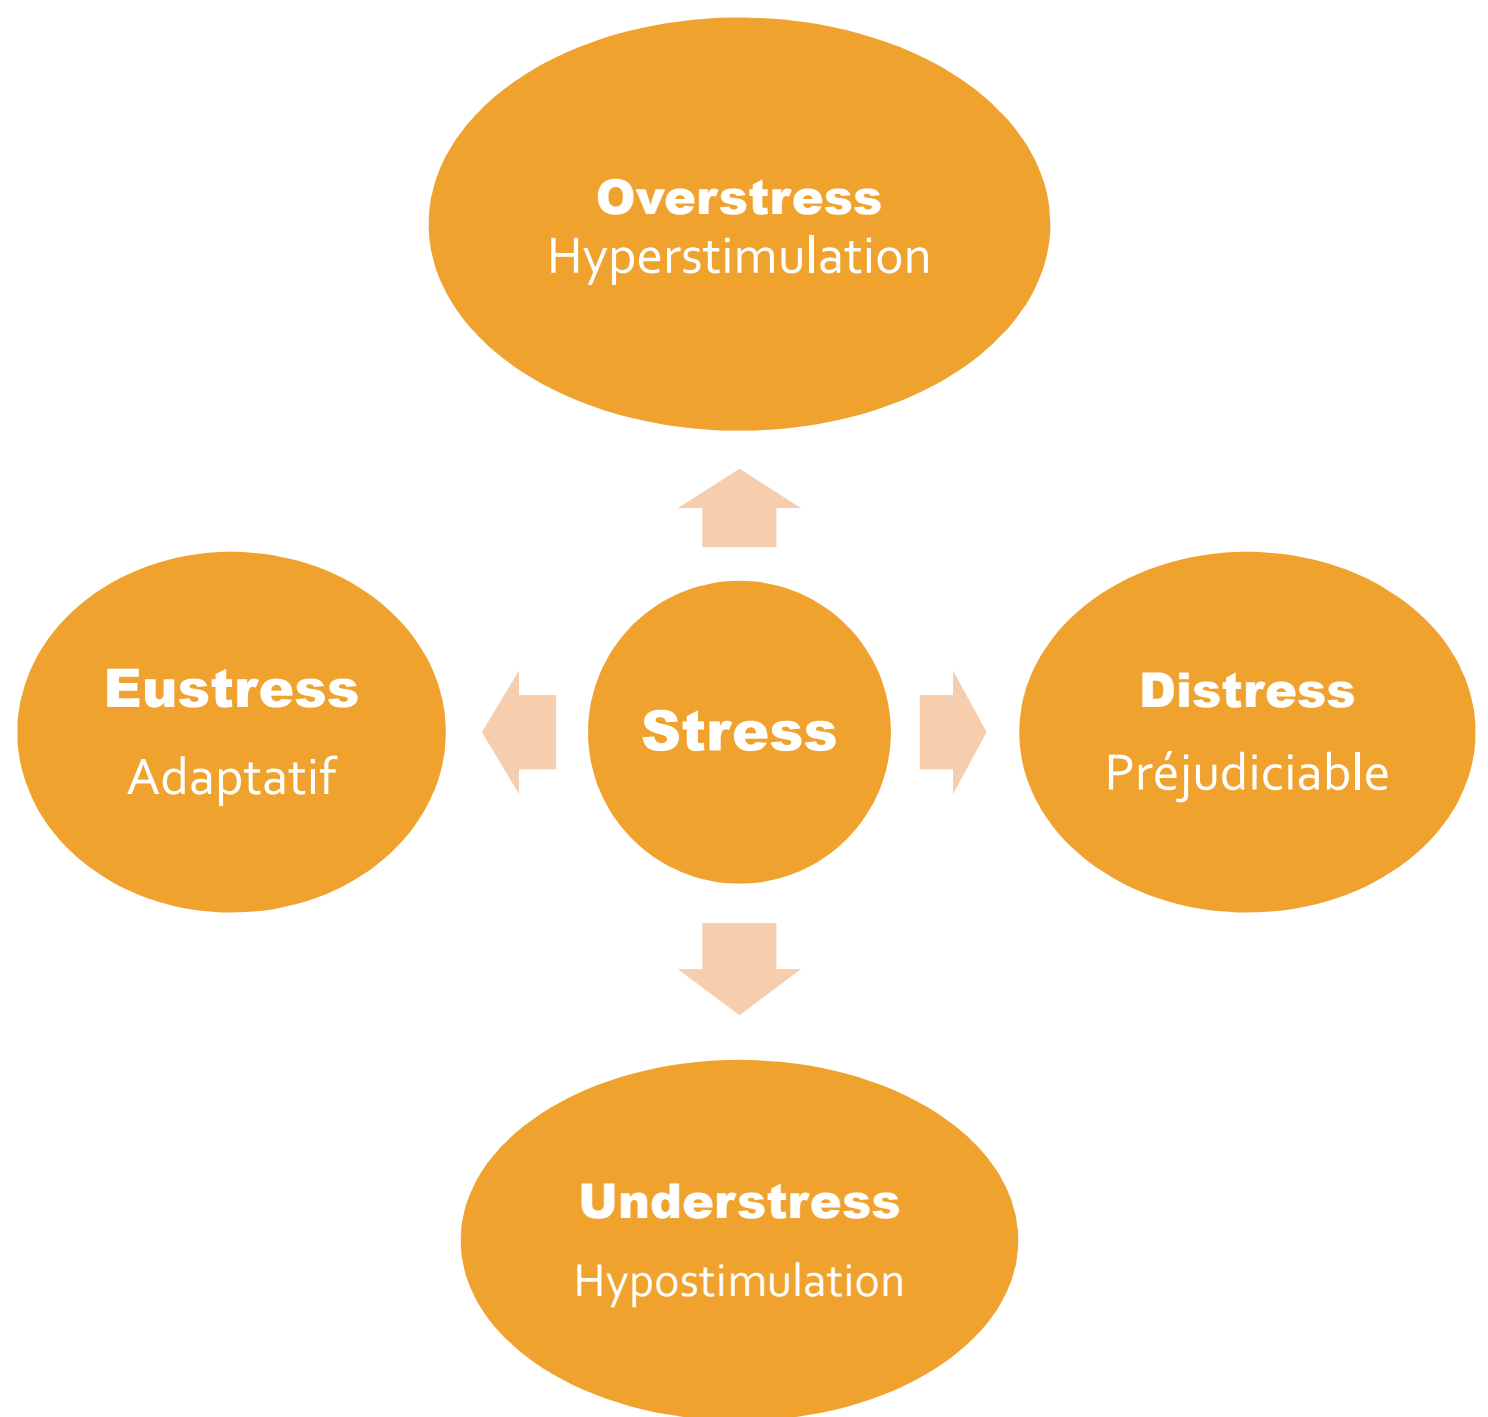 Overstress
Hyperstimulation
Eustress
Adaptatif
Stress
Distress
Préjudiciable
Understress
Hypostimulation